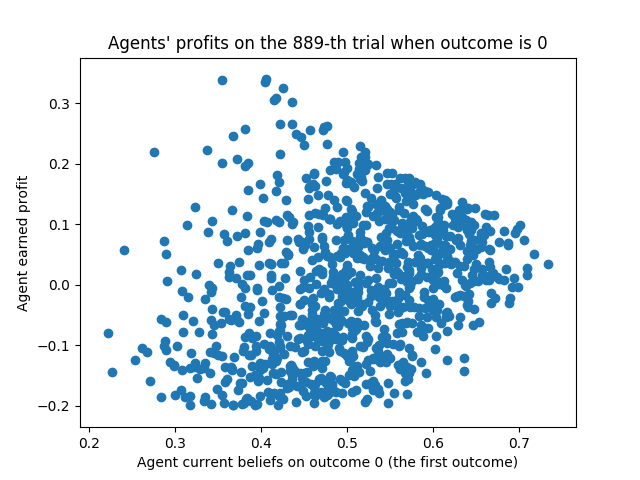 Agents' profits on the 889-th trial when outcome is 0
Agent earned profit
0.3
0.2
0.1
0.0
−0.1
−0.2
0.2 0.3 0.4 0.5 0.6 0.7
Agent current beliefs on outcome 0 (the first outcome)